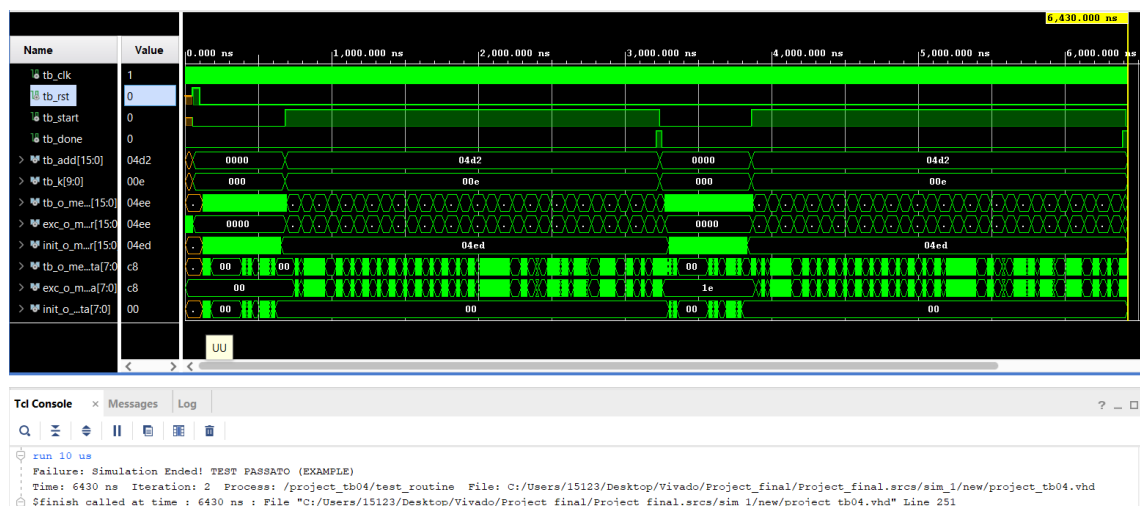 6,430.000 ns
Name Value 0.000 ns 1,000.000 ns 2,000.000 ns 3,000.000 ns 4,000.000 ns 5,000.000 ns 6,000.000 ns
tb_clk 1
tb_rst 0
tb_start 0
tb_done 0
tb_add[15:0] 04d2 0000 04d2 0000 04d2
tb_k[9:0] 00e 000 00e 000 00e
tb_o_me...[15:0] 04ee
exc_o_m...r[15:0 04ee 0000 0000
init_o_m...r[15:0 04ed 04ed 04ed
tb_o_me...ta[7:0 c8 00 00 00
exc_o_m...a[7:0] c8 00 1e
init_o_...ta[7:0] 00 00 00 00 00
UU
Tcl Console × Messages Log ? _ □
run 10 us
Failure: Simulation Ended! TEST PASSATO (EXAMPLE)
Time: 6430 ns Iteration: 2 Process: /project_tb04/test_routine File: C:/Users/15123/Desktop/Vivado/Project_final/Project_final.srcs/sim_1/new/project_tb04.vhd
$finish called at time : 6430 ns : File "C:/Users/15123/Desktop/Vivado/Project_final/Project_final.srcs/sim_1/new/project_tb04.vhd" Line 251